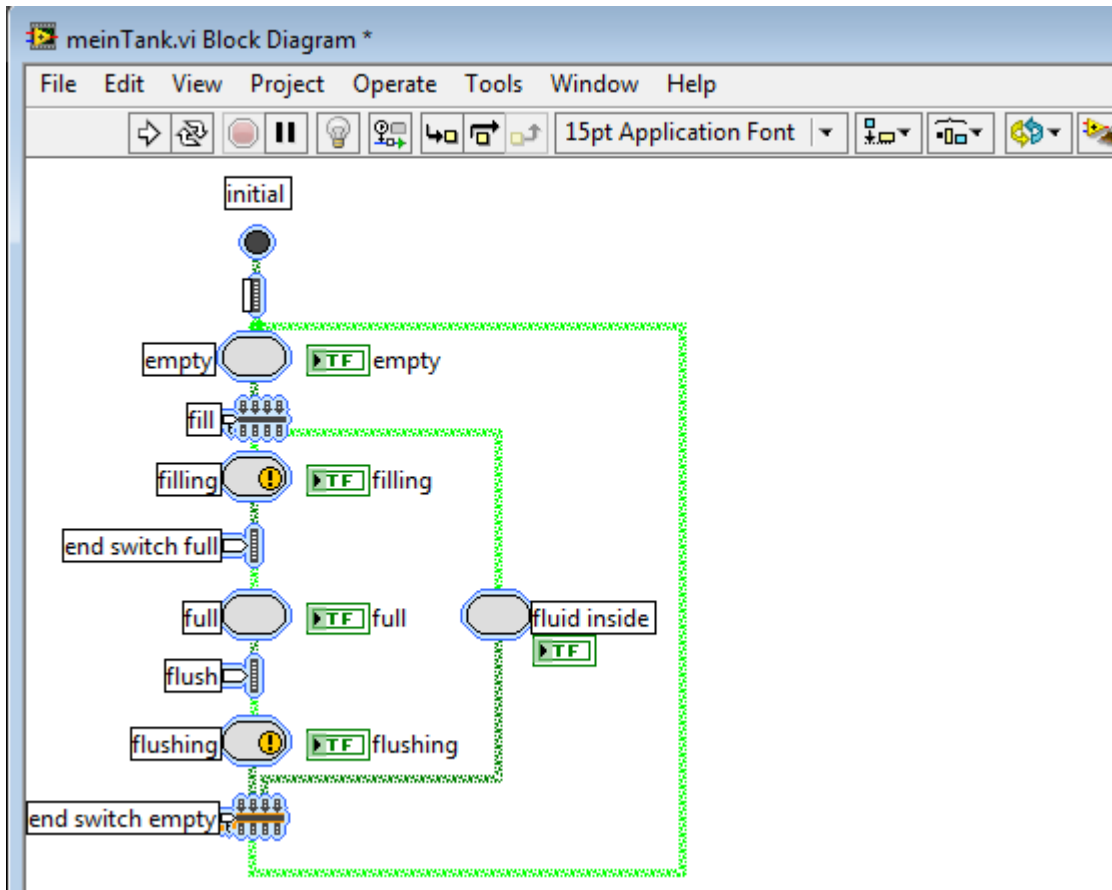 meinTank.vi Block Diagram *
File Edit View Project Operate Tools Window Help
15pt Application Font
initial
empty TF empty
fill
filling TF filling
end switch full
full TF full
fluid inside
TF
flush
flushing TF flushing
end switch empty